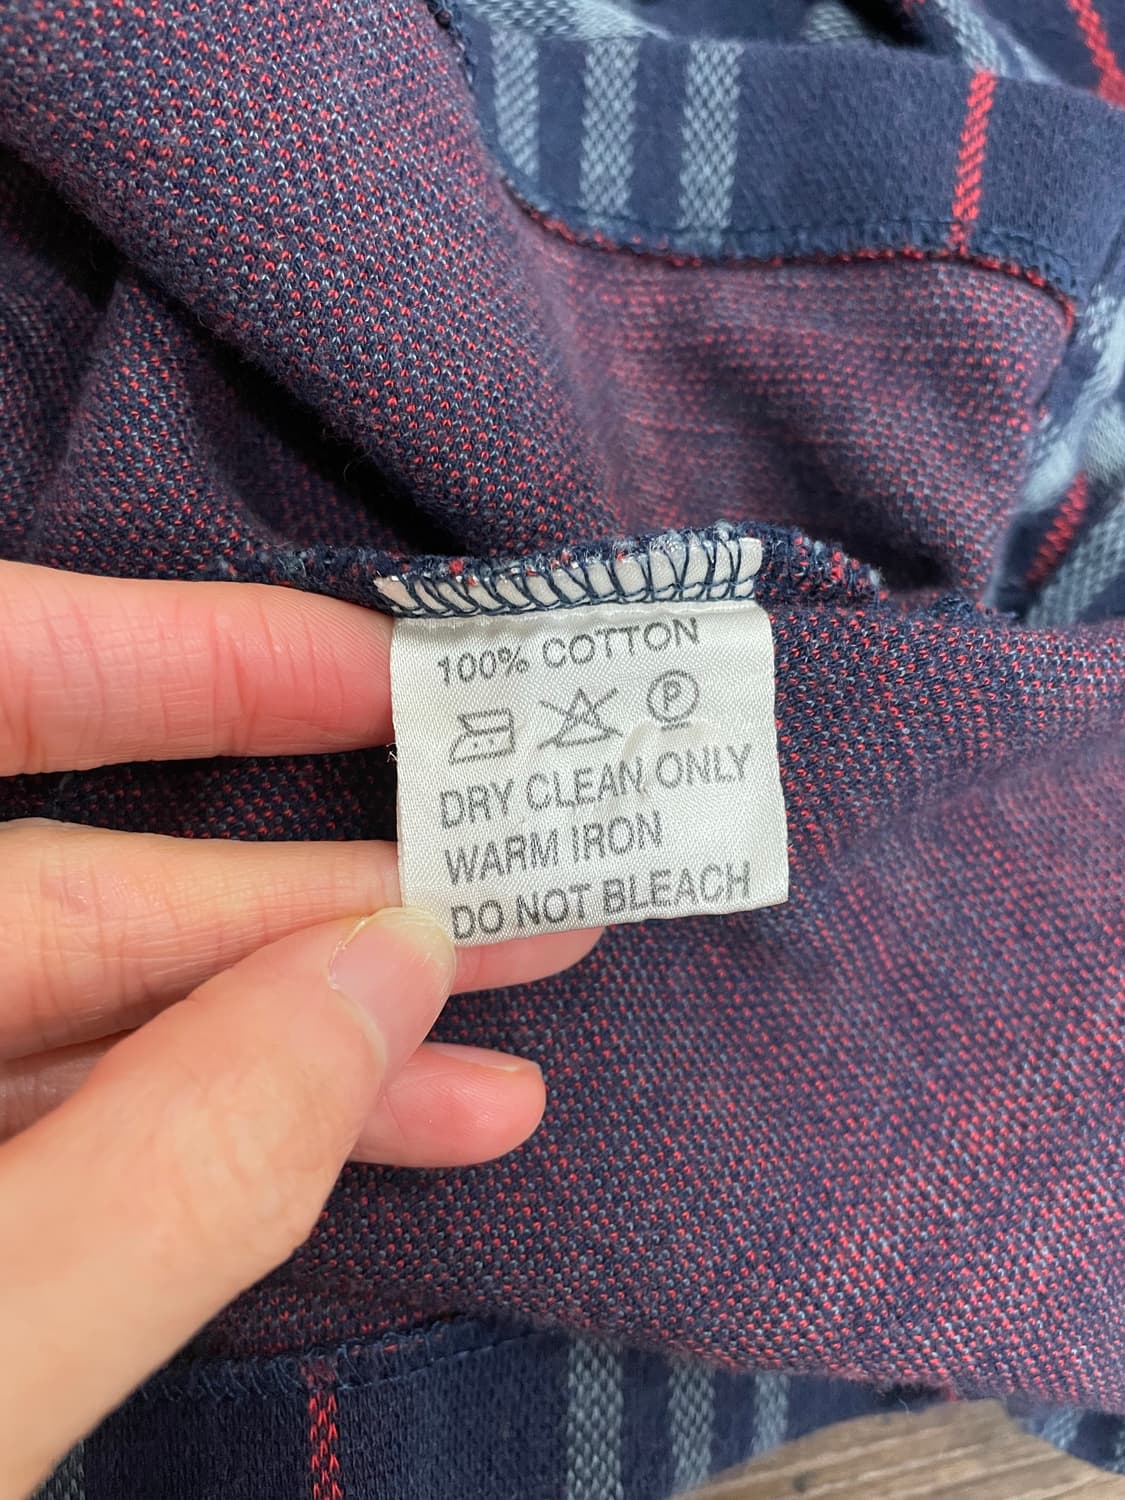 100% COTTON
P
DRY CLEAN ONLY
WARM IRON
DO NOT BLEACH